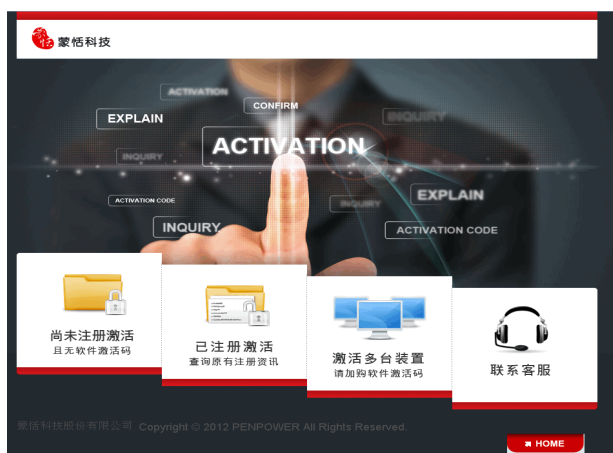 蒙恬科技
ACTIVATION
CONFIRM
EXPLAIN
INQUIRY
ACTIVATION
INQUIRY
ACTIVATION CODE
INQUIRY
EXPLAIN
INQUIRY
ACTIVATION CODE
尚未注册激活
且无软件激活码
已注册激活
查询原有注册资讯
激活多台装置
请加购软件激活码
联系客服
蒙恬科技股份有限公司 Copyright © 2012 PENPOWER All Rights Reserved.
HOME